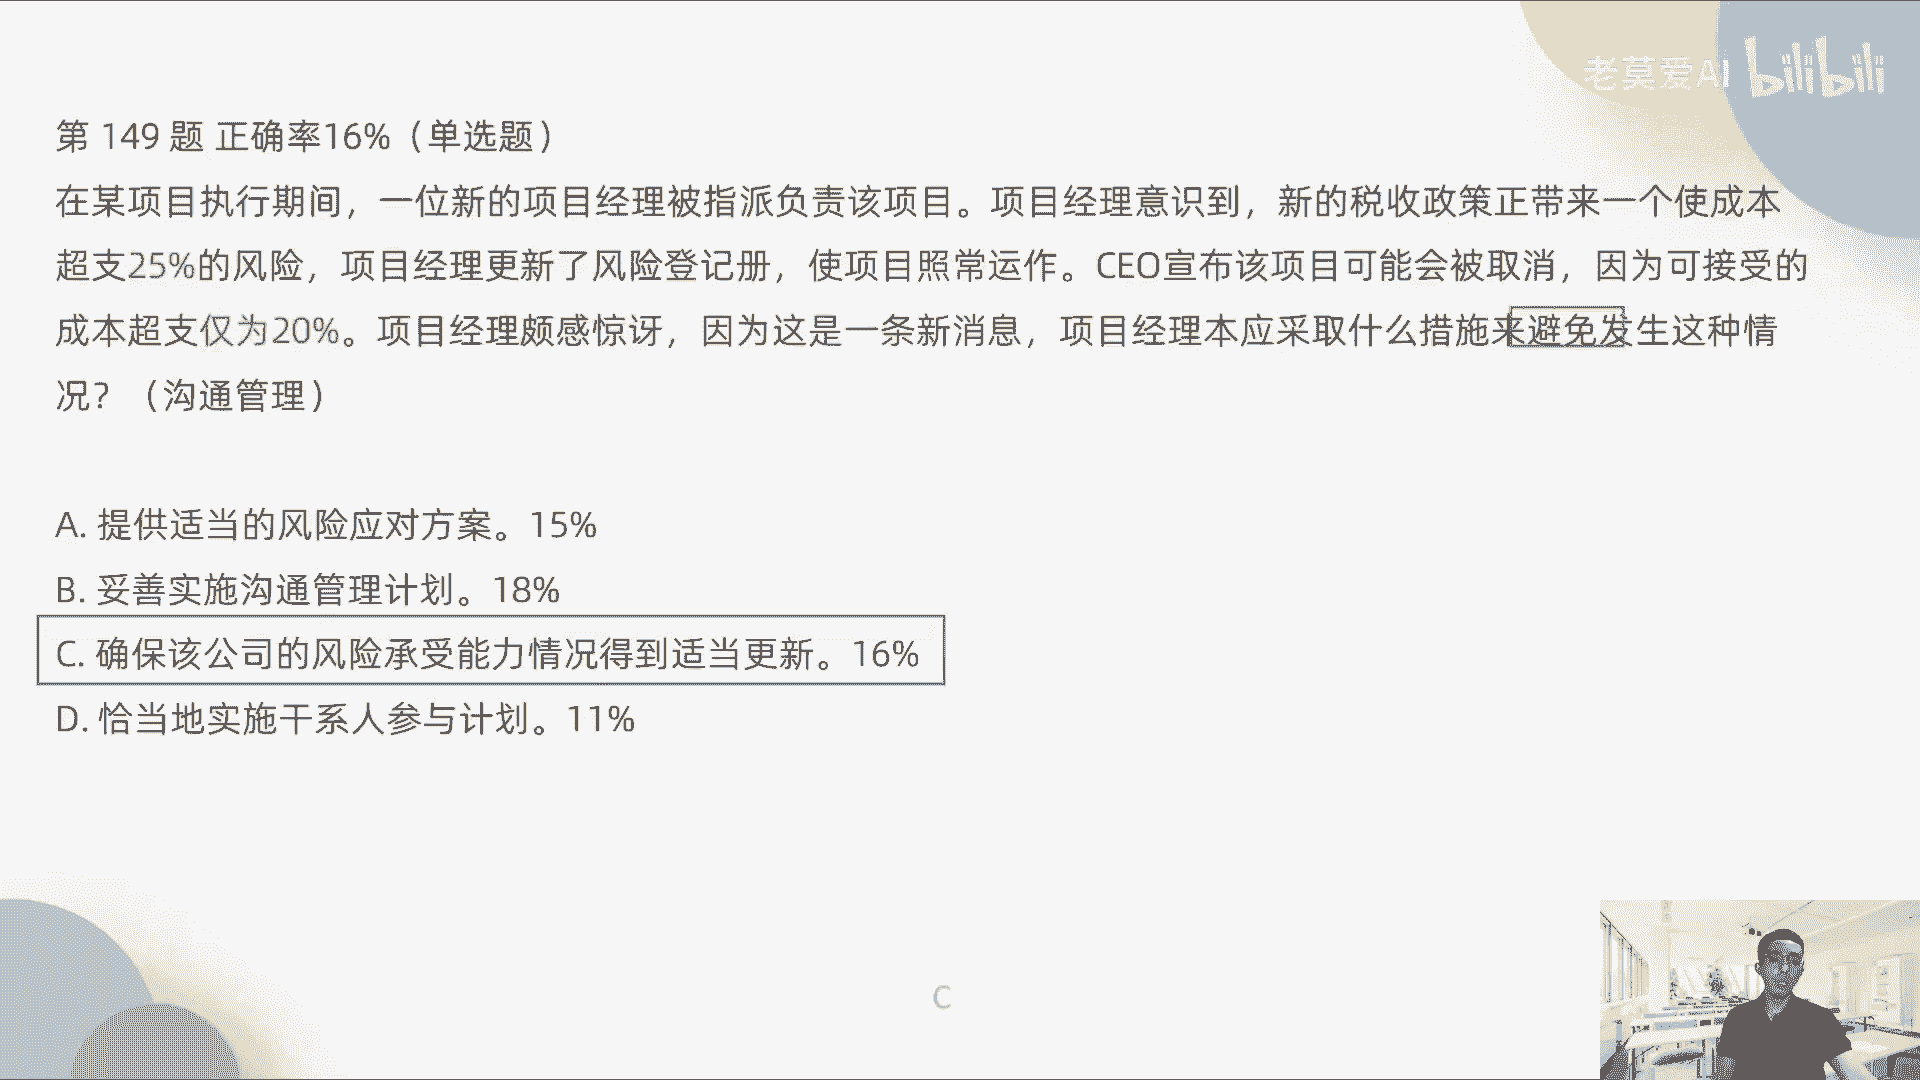 老莫爱AI bilibili
第 149 题 正确率16%（单选题）
在某项目执行期间，一位新的项目经理被指派负责该项目。项目经理意识到，新的税收政策正带来一个使成本
超支25%的风险，项目经理更新了风险登记册，使项目照常运作。CEO宣布该项目可能会被取消，因为可接受的
成本超支仅为20%。项目经理颇感惊讶，因为这是一条新消息，项目经理本应采取什么措施来避免发生这种情
况？（沟通管理）
A. 提供适当的风险应对方案。15%
B. 妥善实施沟通管理计划。18%
C. 确保该公司的风险承受能力情况得到适当更新。16%
D. 恰当地实施干系人参与计划。11%
C